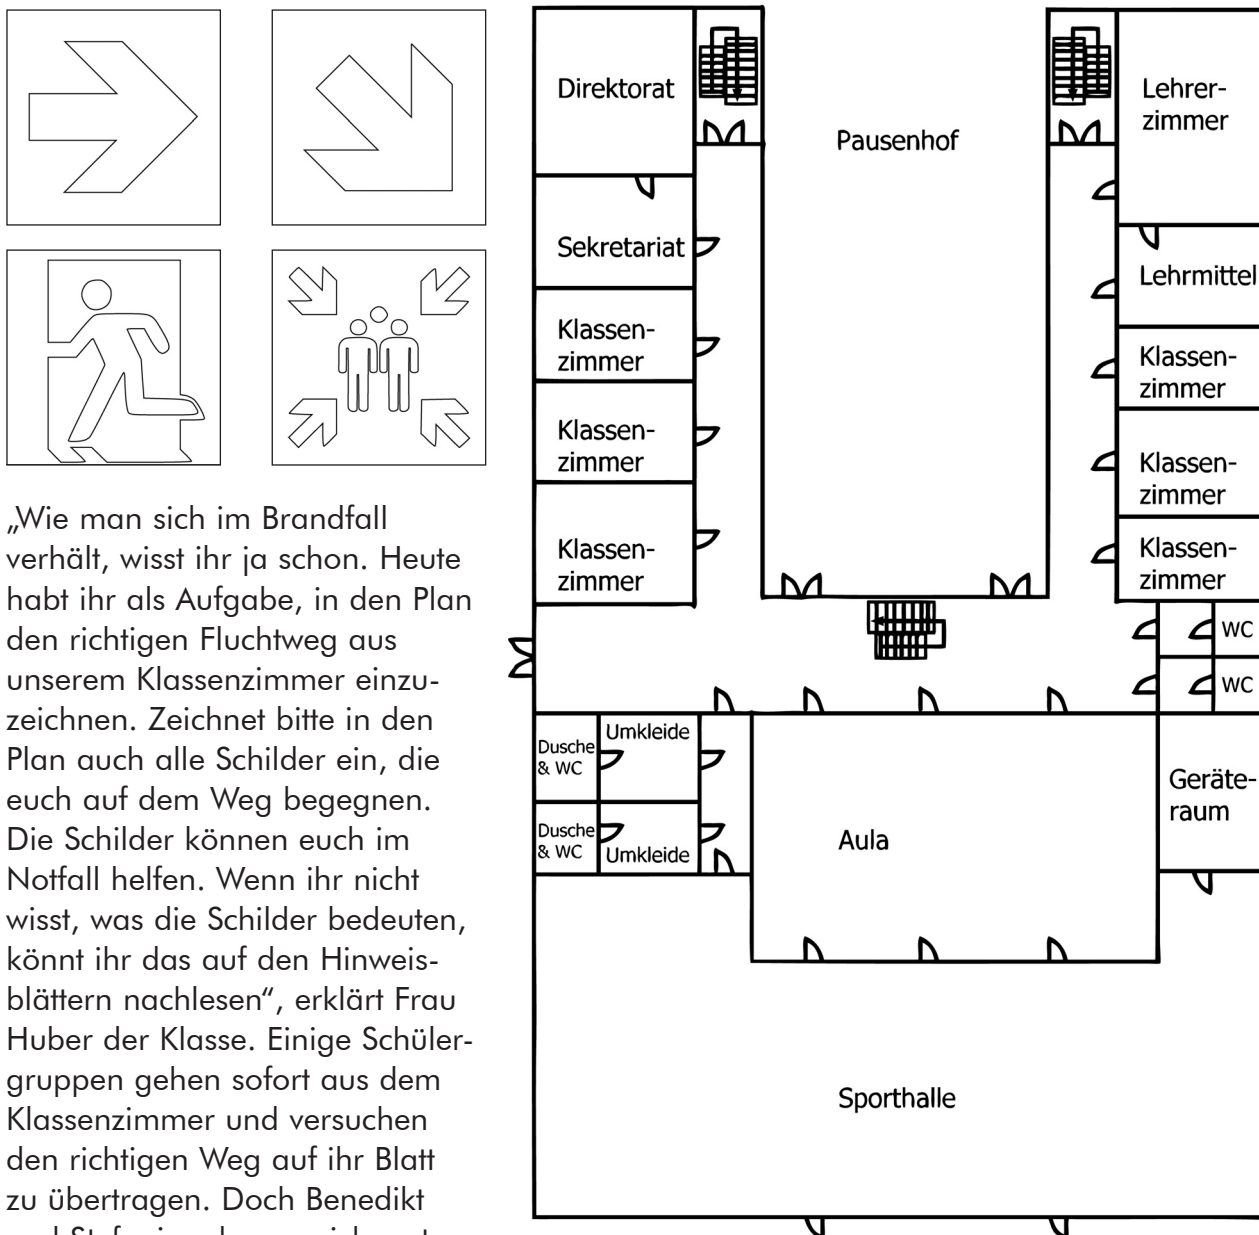 „Wie man sich im Brandfall
verhält, wisst ihr ja schon. Heute
habt ihr als Aufgabe, in den Plan
den richtigen Fluchtweg aus
unserem Klassenzimmer einzu-
zeichnen. Zeichnet bitte in den
Plan auch alle Schilder ein, die
euch auf dem Weg begegnen.
Die Schilder können euch im
Notfall helfen. Wenn ihr nicht
wisst, was die Schilder bedeuten,
könnt ihr das auf den Hinweis-
blättern nachlesen“, erklärt Frau
Huber der Klasse. Einige Schüler-
gruppen gehen sofort aus dem
Klassenzimmer und versuchen
den richtigen Weg auf ihr Blatt
zu übertragen. Doch Benedikt
Direktorat
Sekretariat
Klassen-
zimmer
Klassen-
zimmer
Klassen-
zimmer
Pausenhof
Lehrer-
zimmer
Lehrmittel
Klassen-
zimmer
Klassen-
zimmer
Klassen-
zimmer
WC
WC
Dusche
& WC
Umkleide
Dusche
& WC
Umkleide
Aula
Geräte-
raum
Sporthalle